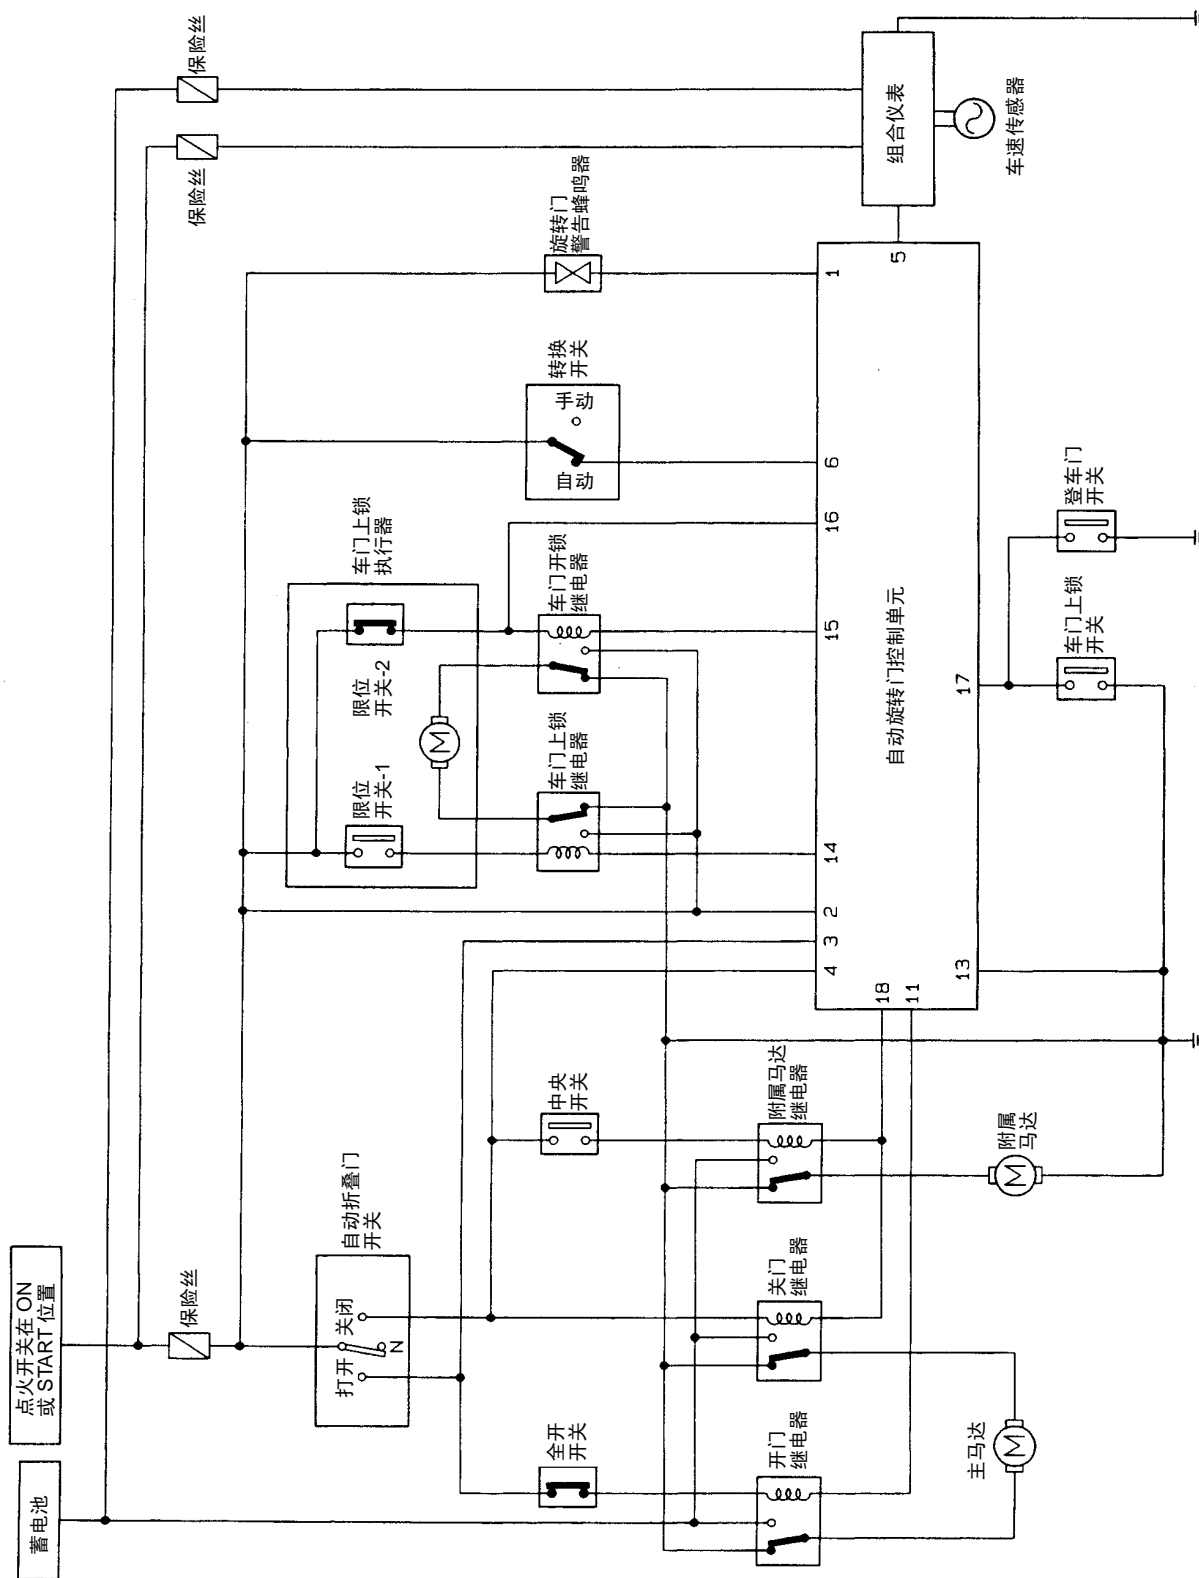 蓄电池
点火开关在 ON
或 START 位置
保险丝
保险丝
保险丝
自动折叠门
开关
打开
关闭
N
全开
开关
中央
开关
开门
继电器
关门
继电器
附属马达
继电器
主马达
M
附属
马达
M
车门上锁
执行器
限位
开关-1
限位
开关-2
M
车门上锁
继电器
车门开锁
继电器
转换
开关
手动
自动
旋转门
警告蜂鸣器
组合仪表
车速传感器
自动旋转门控制单元
4
3
2
14
15
16
6
1
5
18
11
13
17
车门上锁
开关
登车门
开关